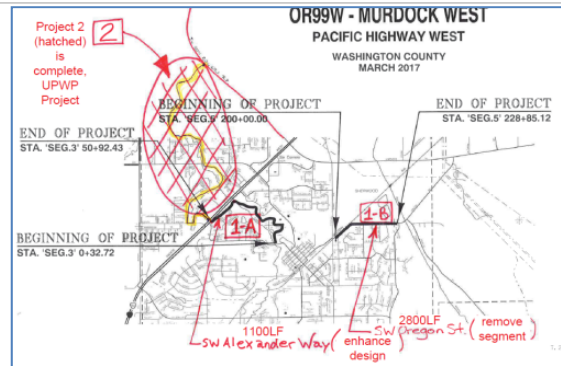 OR99W - MURDOCK WEST
PACIFIC HIGHWAY WEST
WASHINGTON COUNTY
MARCH 2017
Project 2
(hatched)
is
complete,
UPWP
Project
2
BEGINNING OF PROJECT
STA. 'SEG.5' 200+00.00
END OF PROJECT
STA. 'SEG.5' 228+85.12
END OF PROJECT
STA. 'SEG.3' 50+92.43
SHERWOOD
1-A
1-B
BEGINNING OF PROJECT
STA. 'SEG.3' 0+32.72
1100LF
SW Alexander Way (enhance design)
2800LF
SW Oregon St. (remove segment)